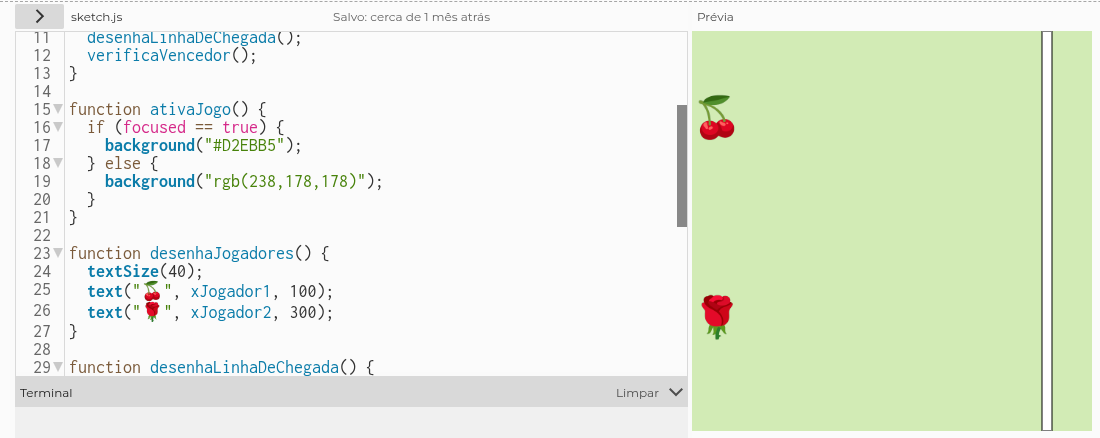 sketch.js
Salvo: cerca de 1 mês atrás
Prévia
11 desenhaLinhaDeChegada();
12 verificaVencedor();
13 }
14
15 function ativaJogo() {
16 if (focused == true) {
17 background("#D2EBB5");
18 } else {
19 background("rgb(238,178,178)");
20 }
21 }
22
23 function desenhaJogadores() {
24 textSize(40);
25 text("🍒", xJogador1, 100);
26 text("🌹", xJogador2, 300);
27 }
28
29 function desenhaLinhaDeChegada() {
Terminal
Limpar